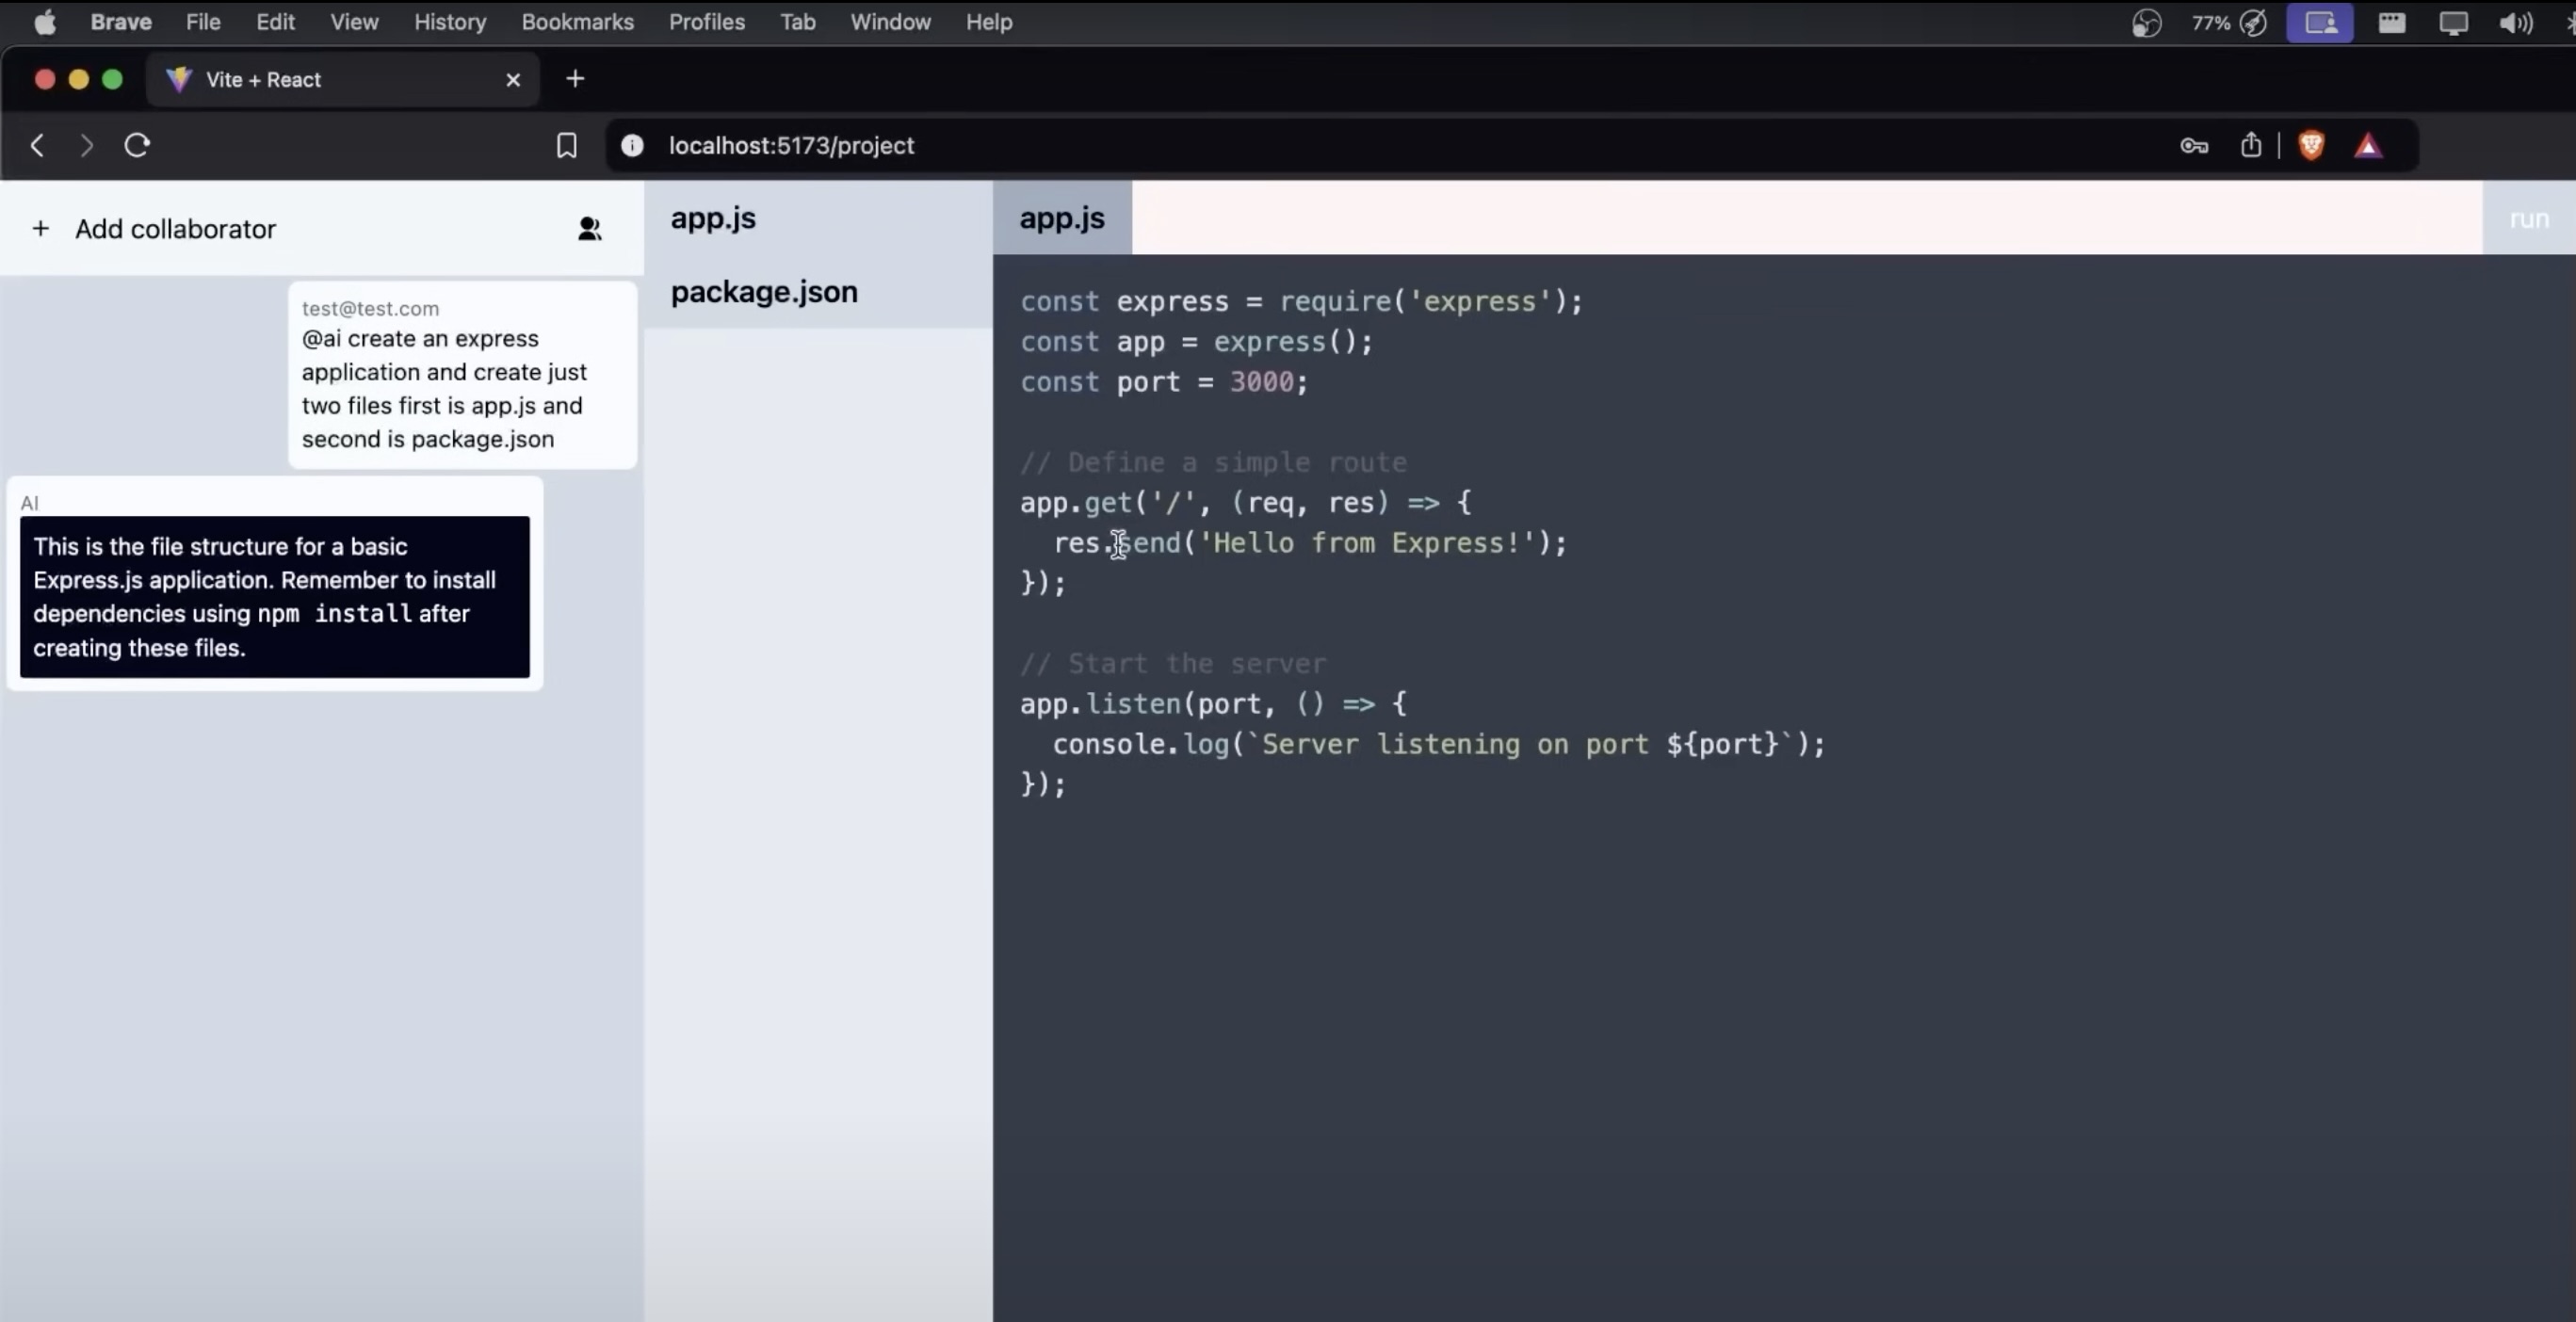 Brave File Edit View History Bookmarks Profiles Tab Window Help 77%
Vite + React
localhost:5173/project
+ Add collaborator
test@test.com
@ai create an express
application and create just
two files first is app.js and
second is package.json
AI
This is the file structure for a basic
Express.js application. Remember to install
dependencies using npm install after
creating these files.
app.js
package.json
app.js
run
const express = require('express');
const app = express();
const port = 3000;
// Define a simple route
app.get('/', (req, res) => {
  res.send('Hello from Express!');
});
// Start the server
app.listen(port, () => {
  console.log(`Server listening on port ${port}`);
});